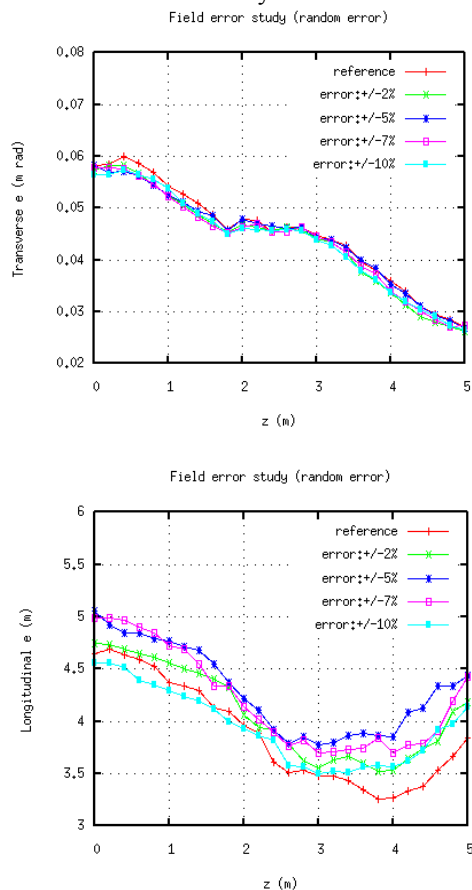 Field error study (random error)
0.08
0.07
0.06
0.05
0.04
0.03
0.02
Transverse e (m rad)
reference
error:+/-2%
error:+/-5%
error:+/-7%
error:+/-10%
0 1 2 3 4 5
z (m)
Field error study (random error)
6
5.5
5
4.5
4
3.5
3
Longitudinal e (m)
reference
error:+/-2%
error:+/-5%
error:+/-7%
error:+/-10%
0 1 2 3 4 5
z (m)